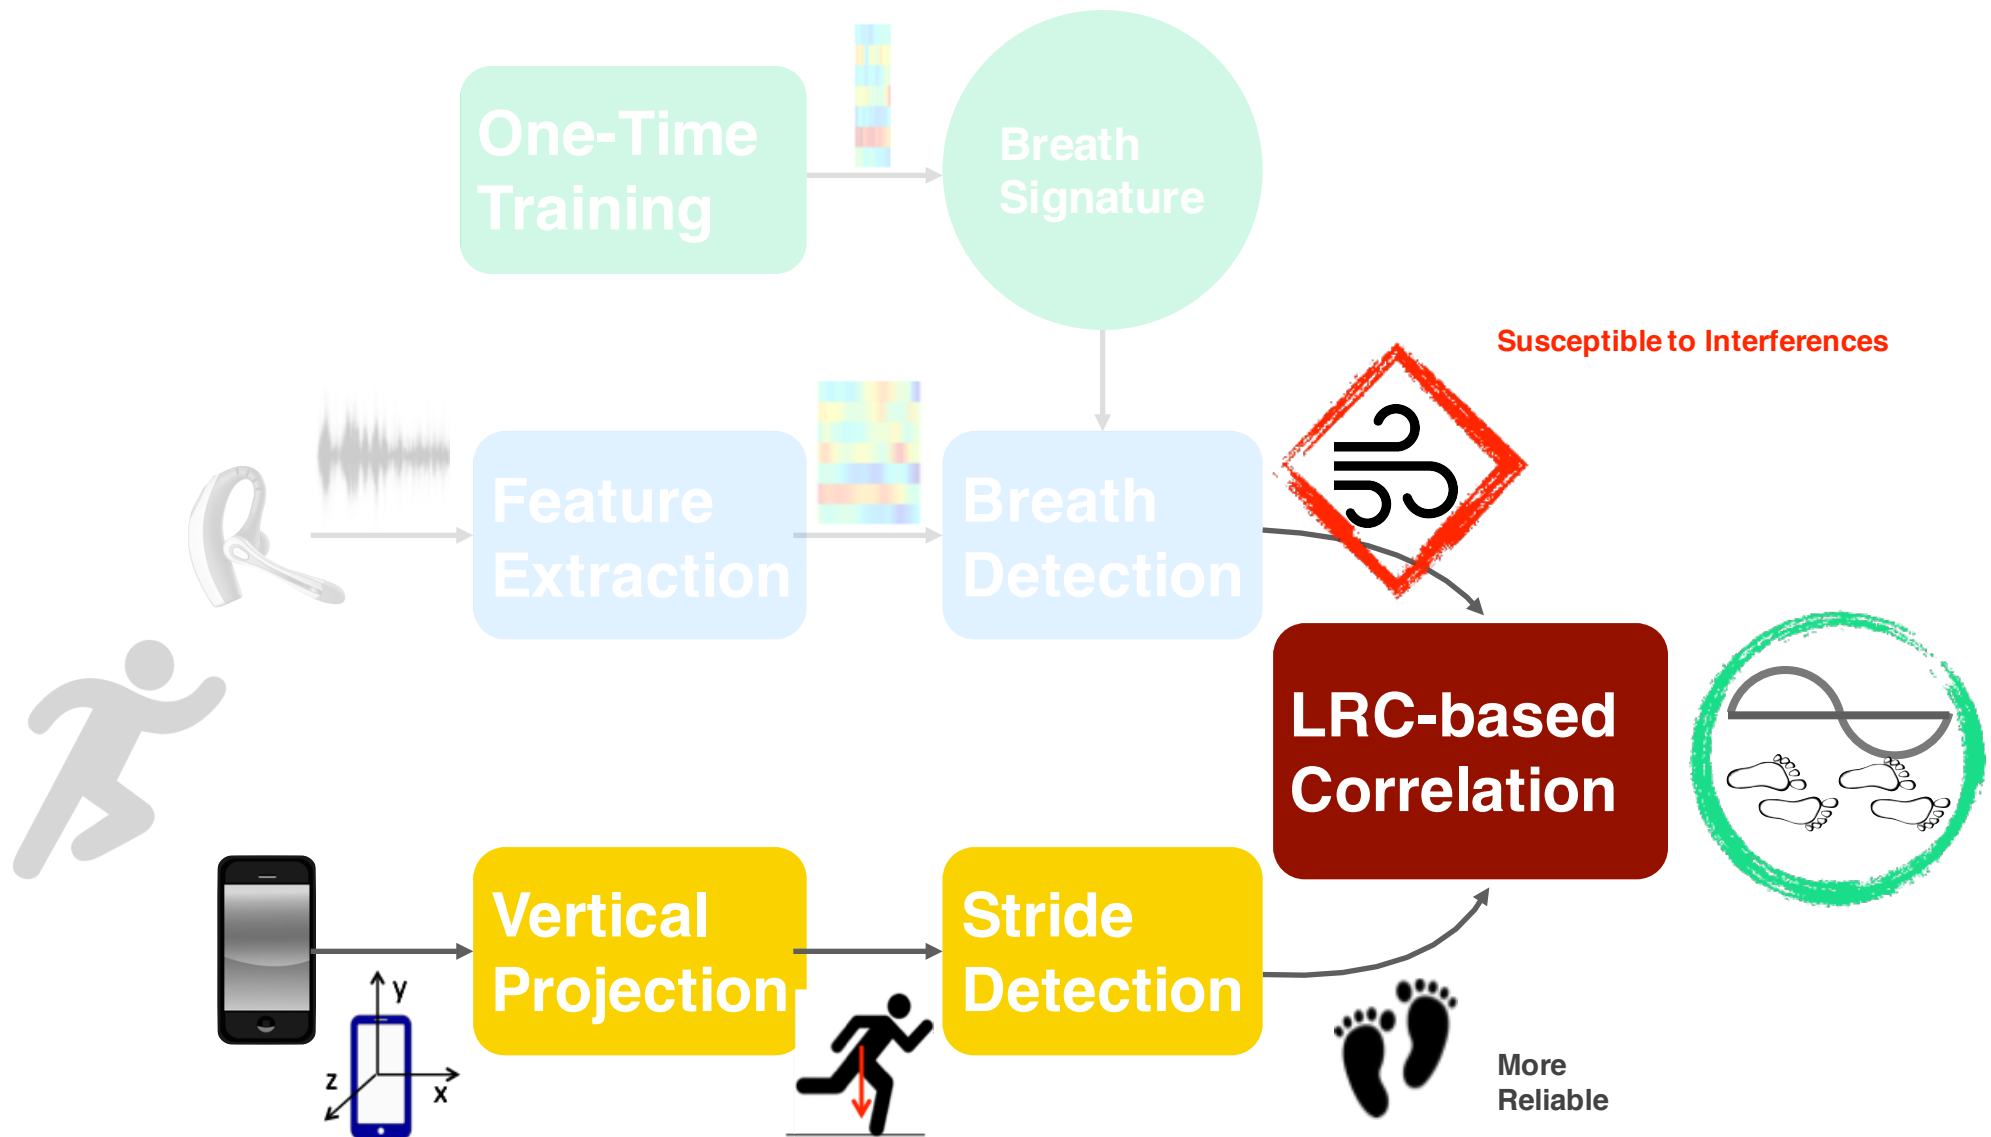 One-Time
Training
Breath
Signature
Susceptible to Interferences
Feature
Extraction
Breath
Detection
LRC-based
Correlation
Vertical
Projection
Stride
Detection
y
z
x
More
Reliable